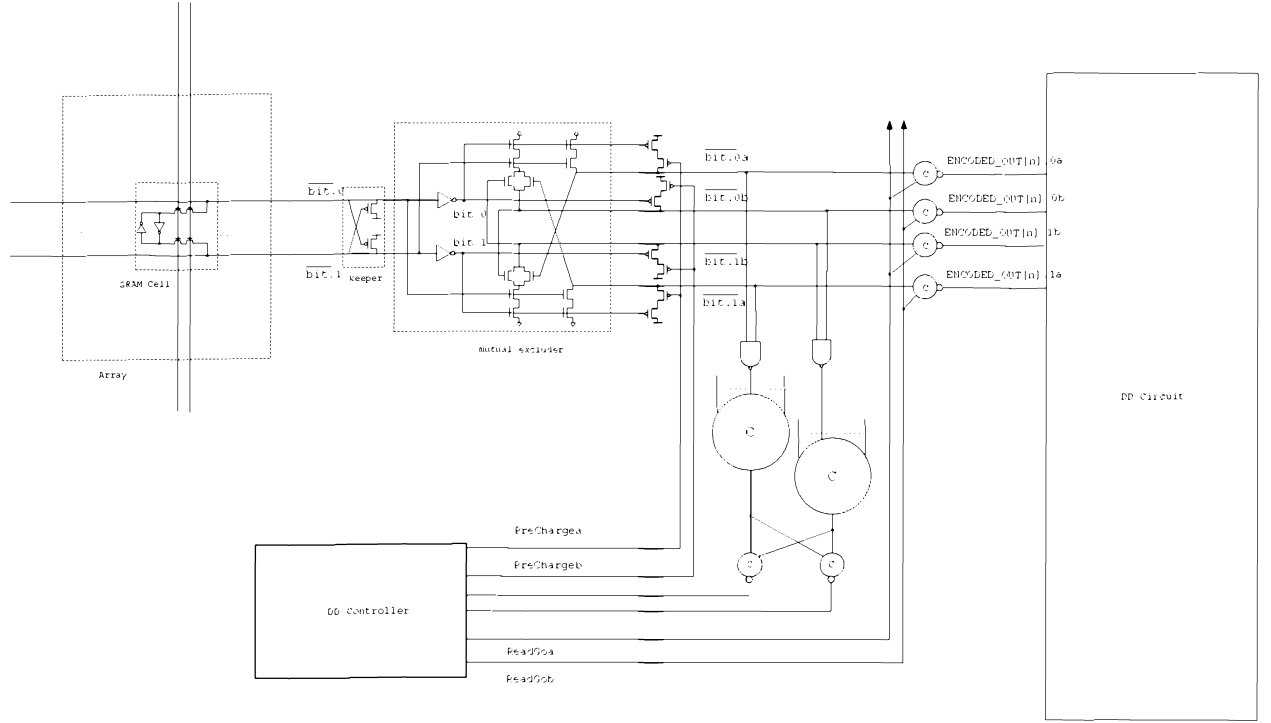 bit.0a
ENCODED_OUT[n].0a
bit.0
bit.0b
ENCODED_OUT[n].0b
bit.0
ENCODED_OUT[n].1b
bit.1
bit.1
bit.1b
ENCODED_OUT[n].1a
SRAM Cell
keeper
bit.1a
C
C
C
C
mutual excluder
Array
DD Circuit
C
C
PreChargea
PreChargeb
C
C
DD Controller
ReadGoa
ReadGob